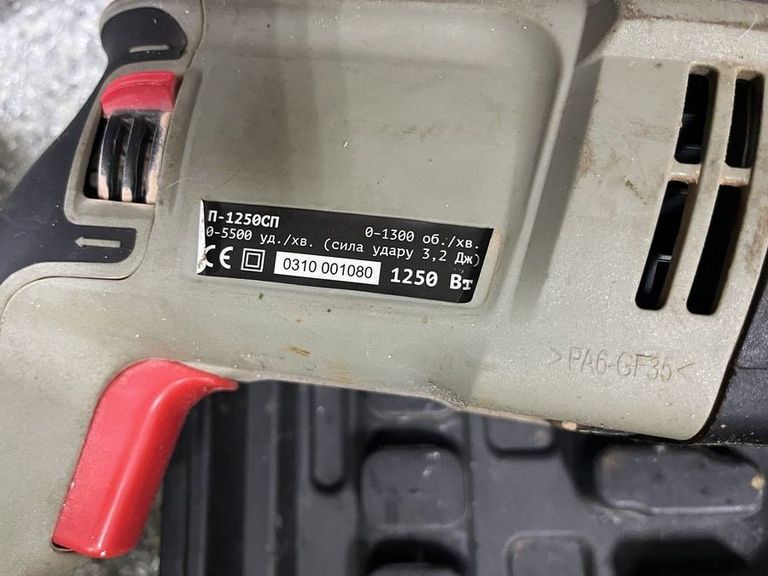 П-1250СП
0-1300 об./хв.
0-5500 уд./хв. (сила удару 3,2 Дж)
CE 0310 001080 1250 Вт
>PA6-GF35<